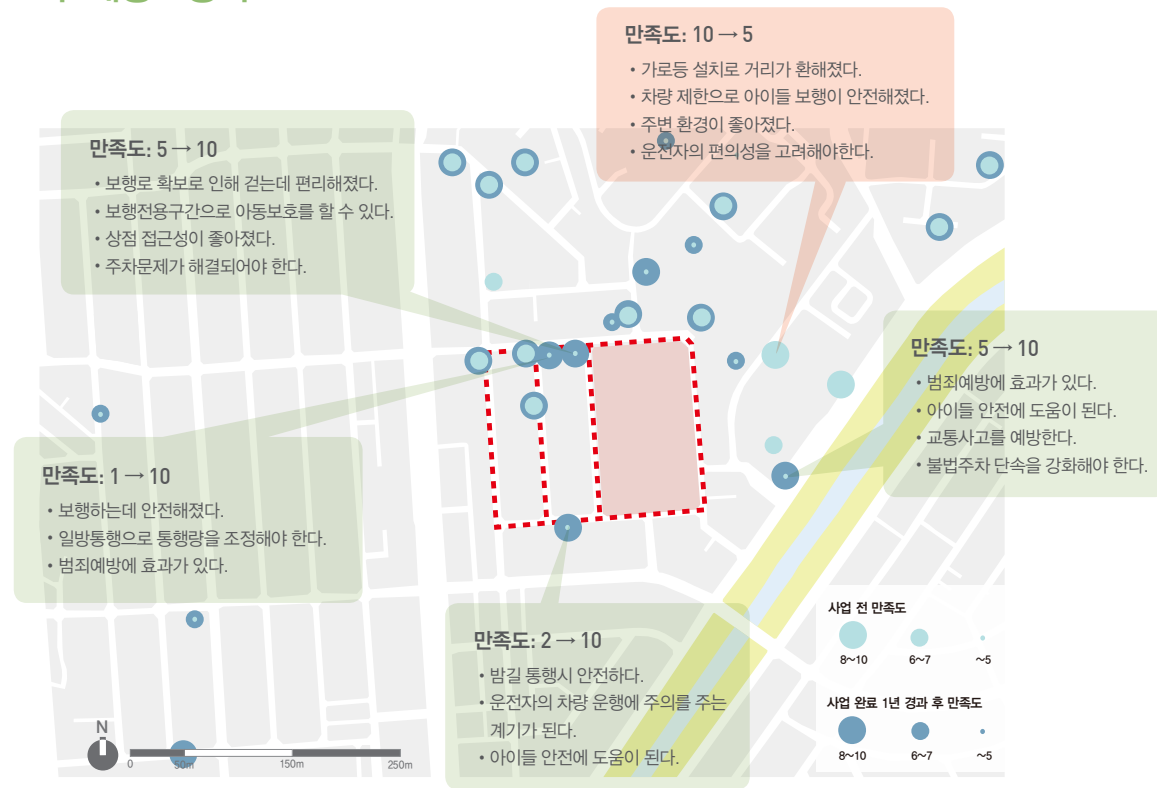 만족도: 10 → 5
• 가로등 설치로 거리가 환해졌다.
• 차량 제한으로 아이들 보행이 안전해졌다.
• 주변 환경이 좋아졌다.
• 운전자의 편의성을 고려해야한다.
만족도: 5 → 10
• 보행로 확보로 인해 걷는데 편리해졌다.
• 보행전용구간으로 아동보호를 할 수 있다.
• 상점 접근성이 좋아졌다.
• 주차문제가 해결되어야 한다.
만족도: 5 → 10
• 범죄예방에 효과가 있다.
• 아이들 안전에 도움이 된다.
• 교통사고를 예방한다.
• 불법주차 단속을 강화해야 한다.
만족도: 1 → 10
• 보행하는데 안전해졌다.
• 일방통행으로 통행량을 조정해야 한다.
• 범죄예방에 효과가 있다.
만족도: 2 → 10
• 밤길 통행시 안전하다.
• 운전자의 차량 운행에 주의를 주는
계기가 된다.
• 아이들 안전에 도움이 된다.
사업 전 만족도
8~10 6~7 ~5
사업 완료 1년 경과 후 만족도
8~10 6~7 ~5
N
0 50m 150m 250m